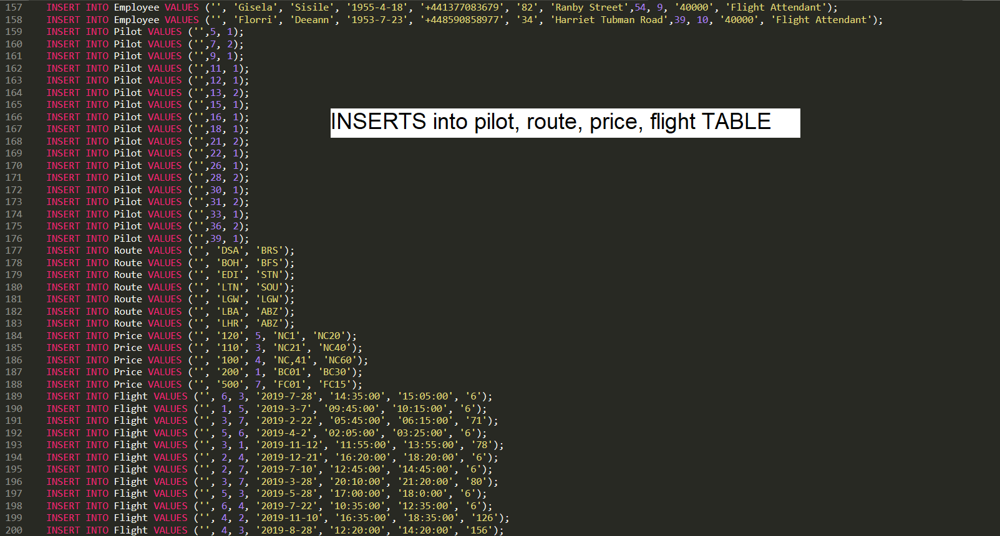 157 INSERT INTO Employee VALUES ('', 'Gisela', 'Sisile', '1955-4-18', '+441377083679', '82', 'Ranby Street',54, 9, '40000', 'Flight Attendant');
158 INSERT INTO Employee VALUES ('', 'Florri', 'Deeann', '1953-7-23', '+448590858977', '34', 'Harriet Tubman Road',39, 10, '40000', 'Flight Attendant');
159 INSERT INTO Pilot VALUES ('',5, 1);
160 INSERT INTO Pilot VALUES ('',7, 2);
161 INSERT INTO Pilot VALUES ('',9, 1);
162 INSERT INTO Pilot VALUES ('',11, 1);
163 INSERT INTO Pilot VALUES ('',12, 1);
164 INSERT INTO Pilot VALUES ('',13, 2);
165 INSERT INTO Pilot VALUES ('',15, 1);
166 INSERT INTO Pilot VALUES ('',16, 1);
INSERTS into pilot, route, price, flight TABLE
167 INSERT INTO Pilot VALUES ('',18, 1);
168 INSERT INTO Pilot VALUES ('',21, 2);
169 INSERT INTO Pilot VALUES ('',22, 1);
170 INSERT INTO Pilot VALUES ('',26, 1);
171 INSERT INTO Pilot VALUES ('',28, 2);
172 INSERT INTO Pilot VALUES ('',30, 1);
173 INSERT INTO Pilot VALUES ('',31, 2);
174 INSERT INTO Pilot VALUES ('',33, 1);
175 INSERT INTO Pilot VALUES ('',36, 2);
176 INSERT INTO Pilot VALUES ('',39, 1);
177 INSERT INTO Route VALUES ('', 'DSA', 'BRS');
178 INSERT INTO Route VALUES ('', 'BOH', 'BFS');
179 INSERT INTO Route VALUES ('', 'EDI', 'STN');
180 INSERT INTO Route VALUES ('', 'LTN', 'SOU');
181 INSERT INTO Route VALUES ('', 'LGW', 'LGW');
182 INSERT INTO Route VALUES ('', 'LBA', 'ABZ');
183 INSERT INTO Route VALUES ('', 'LHR', 'ABZ');
184 INSERT INTO Price VALUES ('', '120', 5, 'NC1', 'NC20');
185 INSERT INTO Price VALUES ('', '110', 3, 'NC21', 'NC40');
186 INSERT INTO Price VALUES ('', '100', 4, 'NC,41', 'NC60');
187 INSERT INTO Price VALUES ('', '200', 1, 'BC01', 'BC30');
188 INSERT INTO Price VALUES ('', '500', 7, 'FC01', 'FC15');
189 INSERT INTO Flight VALUES ('', 6, 3, '2019-7-28', '14:35:00', '15:05:00', '6');
190 INSERT INTO Flight VALUES ('', 1, 5, '2019-3-7', '09:45:00', '10:15:00', '6');
191 INSERT INTO Flight VALUES ('', 3, 7, '2019-2-22', '05:45:00', '06:15:00', '71');
192 INSERT INTO Flight VALUES ('', 5, 6, '2019-4-2', '02:05:00', '03:25:00', '6');
193 INSERT INTO Flight VALUES ('', 3, 1, '2019-11-12', '11:55:00', '13:55:00', '78');
194 INSERT INTO Flight VALUES ('', 2, 4, '2019-12-21', '16:20:00', '18:20:00', '6');
195 INSERT INTO Flight VALUES ('', 2, 7, '2019-7-10', '12:45:00', '14:45:00', '6');
196 INSERT INTO Flight VALUES ('', 3, 7, '2019-3-28', '20:10:00', '21:20:00', '80');
197 INSERT INTO Flight VALUES ('', 5, 3, '2019-5-28', '17:00:00', '18:0:00', '6');
198 INSERT INTO Flight VALUES ('', 6, 4, '2019-7-22', '10:35:00', '12:35:00', '6');
199 INSERT INTO Flight VALUES ('', 4, 2, '2019-11-10', '16:35:00', '18:35:00', '126');
200 INSERT INTO Flight VALUES ('', 4, 3, '2019-8-28', '12:20:00', '14:20:00', '156');